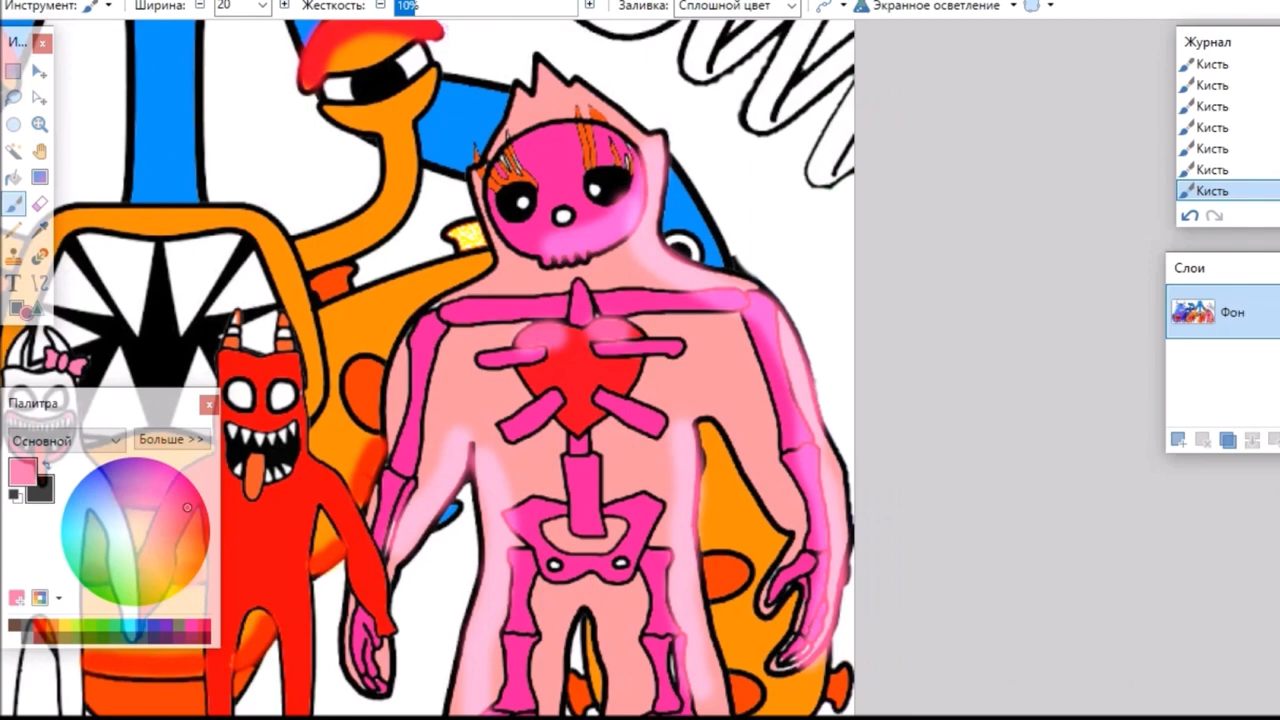 Инструмент: Ширина: 20 Жесткость: 10% Заливка: Сплошной цвет Экранное осветление
И...
Журнал
Кисть
Кисть
Кисть
Кисть
Кисть
Кисть
Кисть
Слои
Фон
Палитра
Основной Больше >>